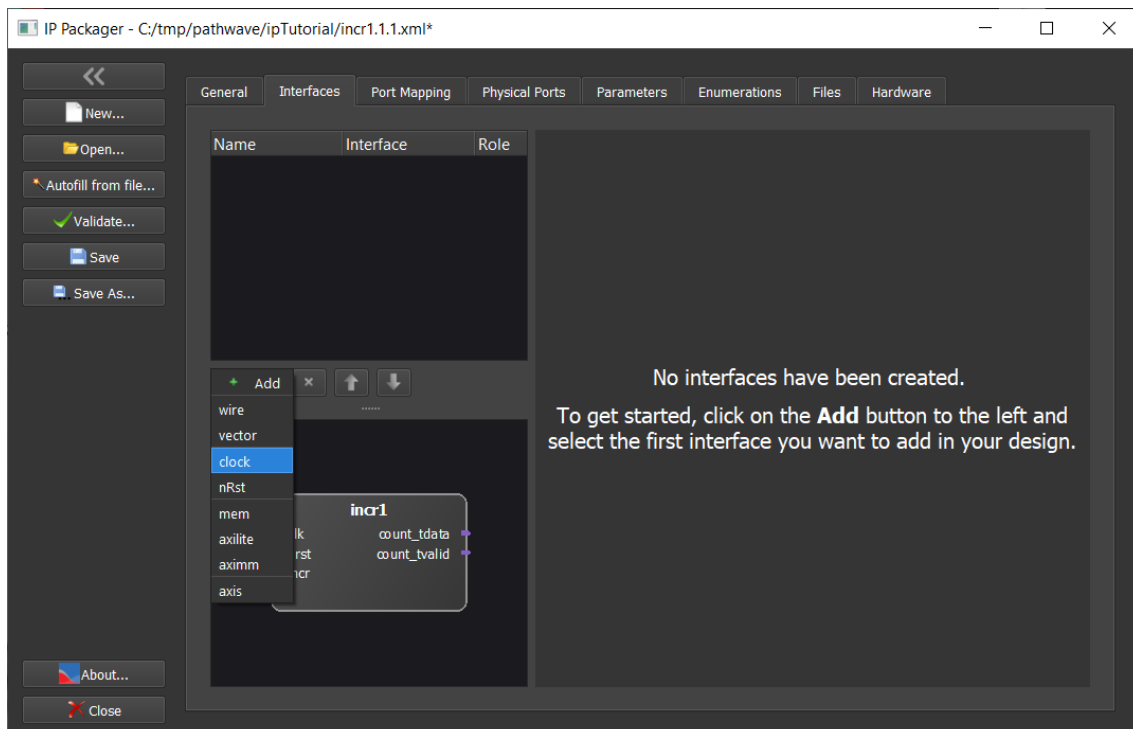 IP Packager - C:/tmp/pathwave/ipTutorial/incr1.1.1.xml*
New...
Open...
Autofill from file...
Validate...
Save
Save As...
About...
Close
General Interfaces Port Mapping Physical Ports Parameters Enumerations Files Hardware
Name Interface Role
Add
wire
vector
clock
nRst
mem
axilite
aximm
axis
incr1
lk count_tdata
rst count_tvalid
ncr
No interfaces have been created.
To get started, click on the Add button to the left and
select the first interface you want to add in your design.